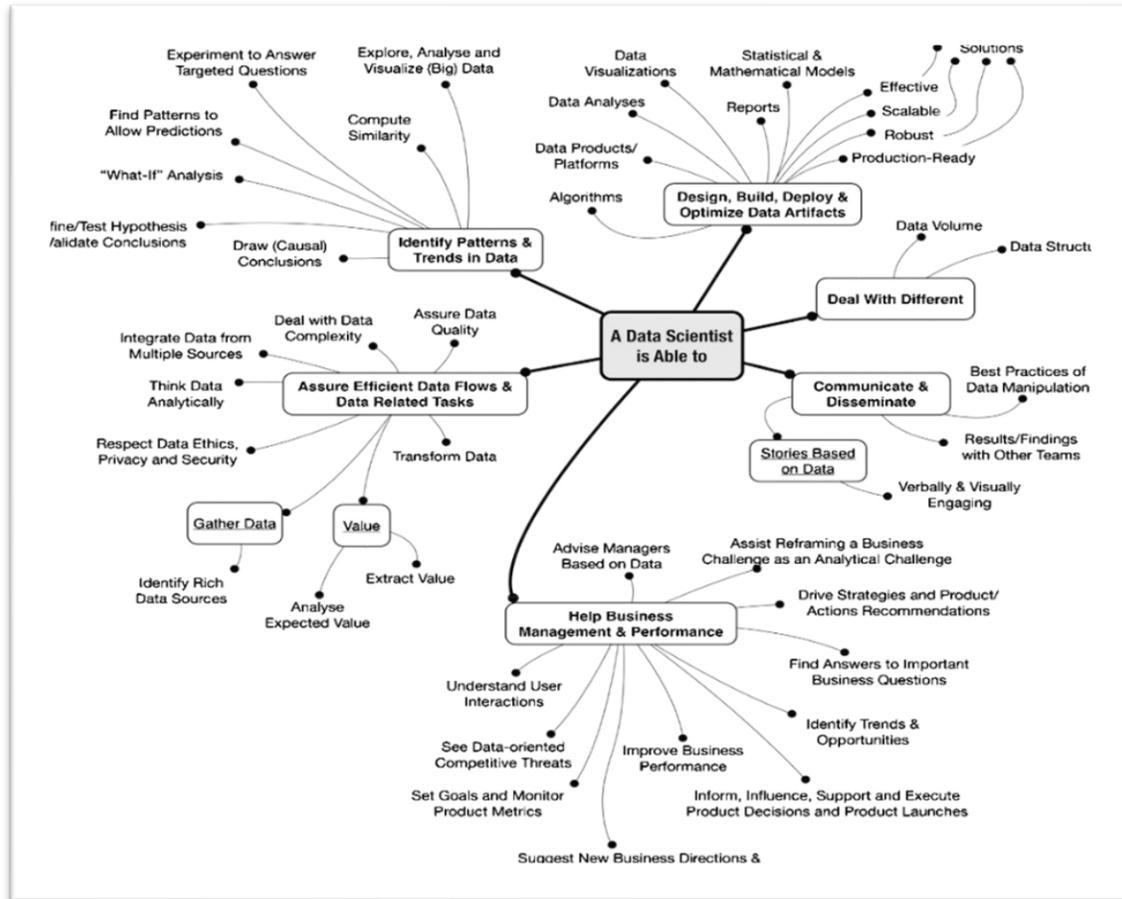 Experiment to Answer
Targeted Questions
Explore, Analyse and
Visualize (Big) Data
Find Patterns to
Allow Predictions
Compute
Similarity
"What-If" Analysis
fine/Test Hypothesis
/alidate Conclusions
Draw (Causal)
Conclusions
Identify Patterns &
Trends in Data
Data
Visualizations
Statistical &
Mathematical Models
Solutions
Data Analyses
Reports
Effective
Scalable
Robust
Production-Ready
Data Products/
Platforms
Algorithms
Design, Build, Deploy &
Optimize Data Artifacts
Data Volume
Data Structu
Deal With Different
A Data Scientist
is Able to
Integrate Data from
Multiple Sources
Deal with Data
Complexity
Assure Data
Quality
Think Data
Analytically
Assure Efficient Data Flows &
Data Related Tasks
Respect Data Ethics,
Privacy and Security
Transform Data
Gather Data
Value
Identify Rich
Data Sources
Analyse
Expected Value
Extract Value
Communicate &
Disseminate
Best Practices of
Data Manipulation
Results/Findings
with Other Teams
Stories Based
on Data
Verbally & Visually
Engaging
Advise Managers
Based on Data
Assist Reframing a Business
Challenge as an Analytical Challenge
Help Business
Management & Performance
Drive Strategies and Product/
Actions Recommendations
Find Answers to Important
Business Questions
Understand User
Interactions
Identify Trends &
Opportunities
See Data-oriented
Competitive Threats
Improve Business
Performance
Set Goals and Monitor
Product Metrics
Inform, Influence, Support and Execute
Product Decisions and Product Launches
Suggest New Business Directions &